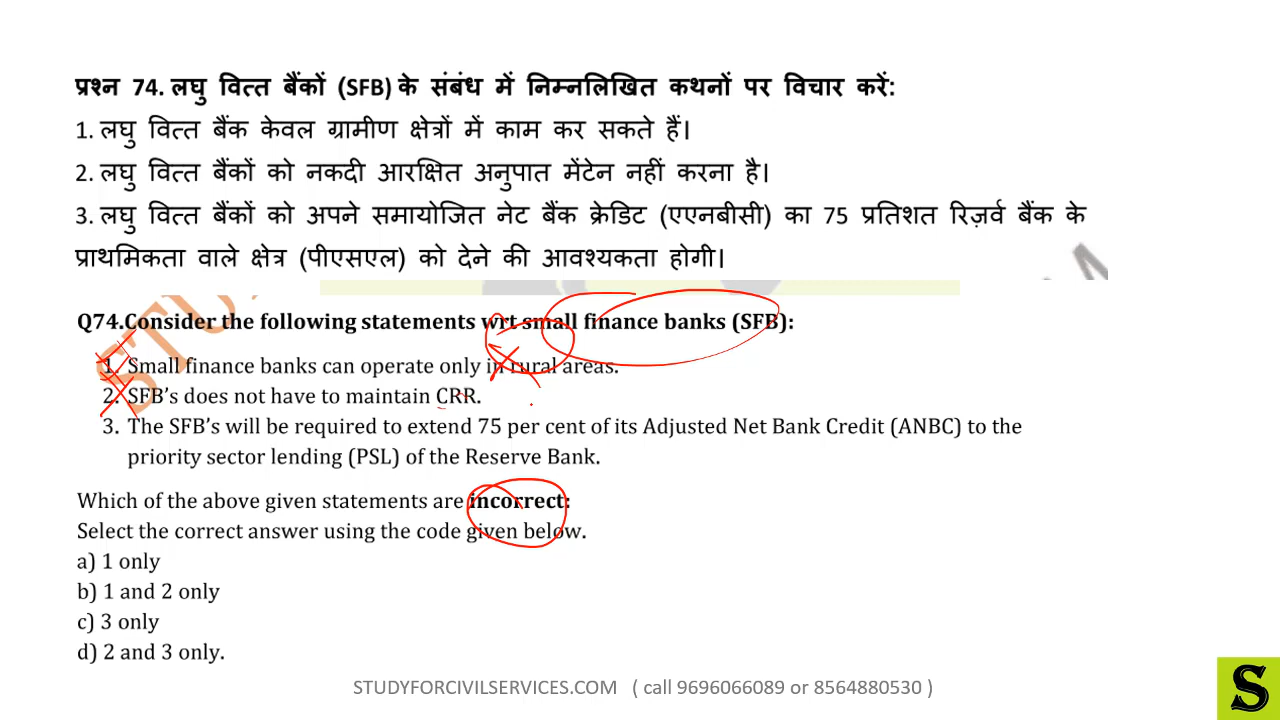 प्रश्न 74. लघु वित्त बैंकों (SFB) के संबंध में निम्नलिखित कथनों पर विचार करें:
1. लघु वित्त बैंक केवल ग्रामीण क्षेत्रों में काम कर सकते हैं।
2. लघु वित्त बैंकों को नकदी आरक्षित अनुपात मेंटेन नहीं करना है।
3. लघु वित्त बैंकों को अपने समायोजित नेट बैंक क्रेडिट (एएनबीसी) का 75 प्रतिशत रिज़र्व बैंक के
प्राथमिकता वाले क्षेत्र (पीएसएल) को देने की आवश्यकता होगी।
Q74.Consider the following statements wrt small finance banks (SFB):
1. Small finance banks can operate only in rural areas.
2. SFB's does not have to maintain CRR.
3. The SFB's will be required to extend 75 per cent of its Adjusted Net Bank Credit (ANBC) to the
priority sector lending (PSL) of the Reserve Bank.
Which of the above given statements are incorrect:
Select the correct answer using the code given below.
a) 1 only
b) 1 and 2 only
c) 3 only
d) 2 and 3 only.
STUDYFORCIVILSERVICES.COM ( call 9696066089 or 8564880530 )
S